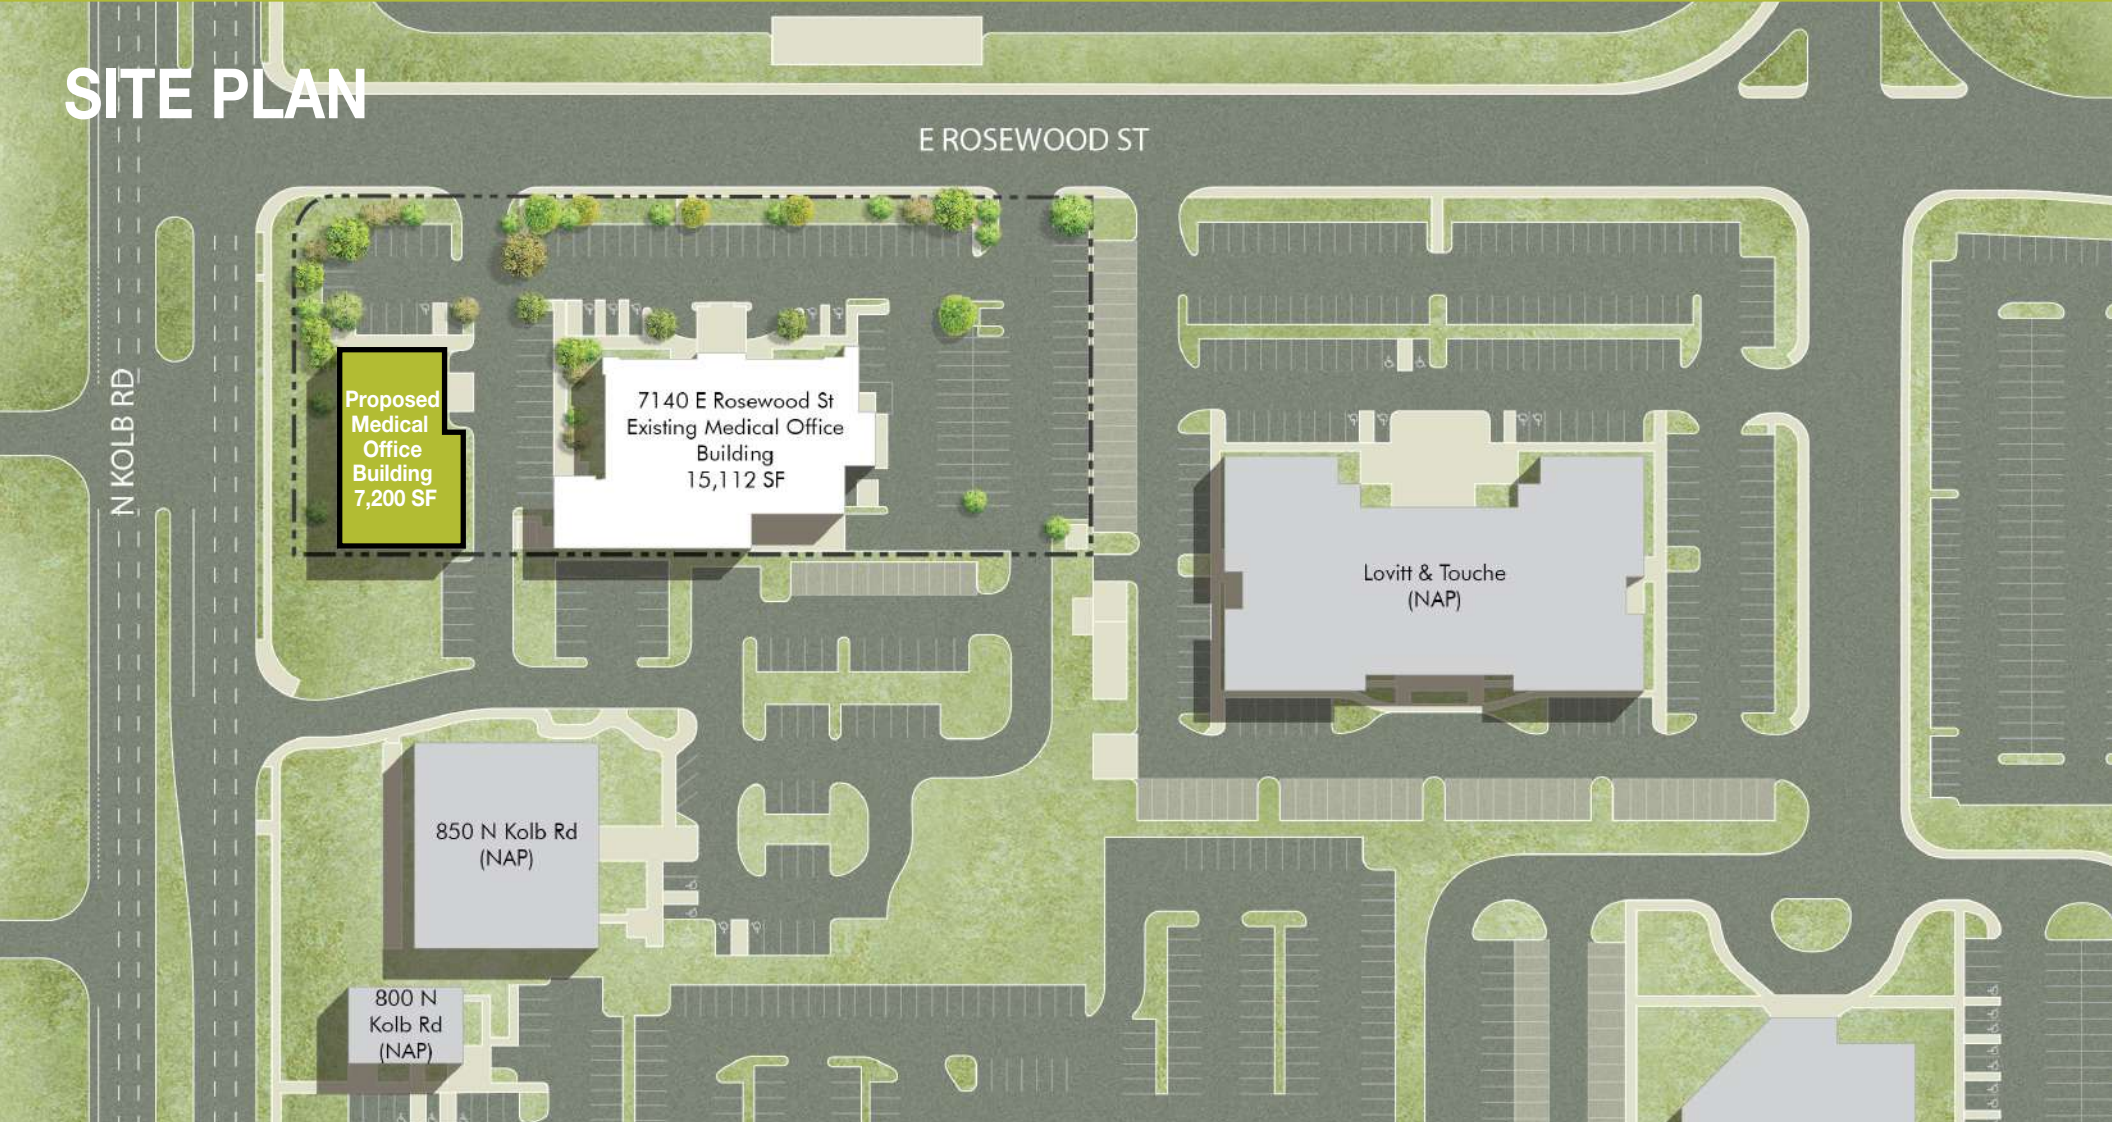 SITE PLAN
E ROSEWOOD ST
N KOLB RD
Proposed
Medical
Office
Building
7,200 SF
7140 E Rosewood St
Existing Medical Office
Building
15,112 SF
Lovitt & Touche
(NAP)
850 N Kolb Rd
(NAP)
800 N
Kolb Rd
(NAP)